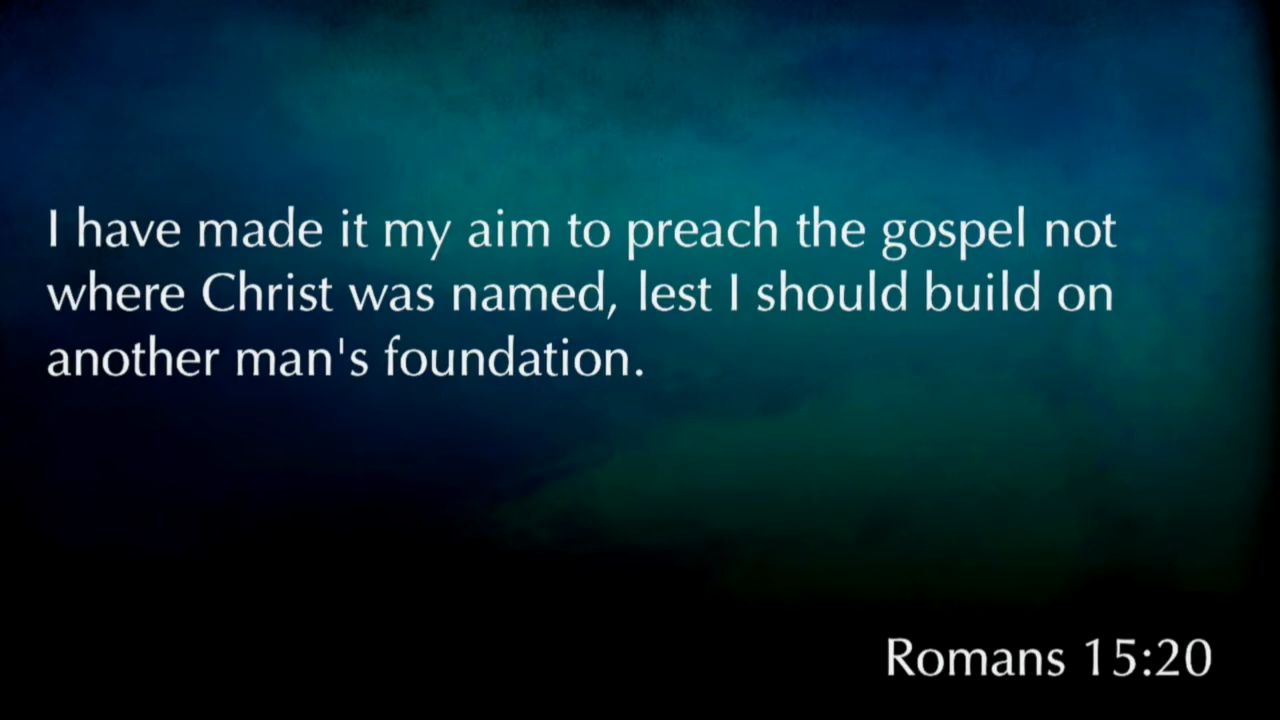 I have made it my aim to preach the gospel not
where Christ was named, lest I should build on
another man's foundation.
Romans 15:20